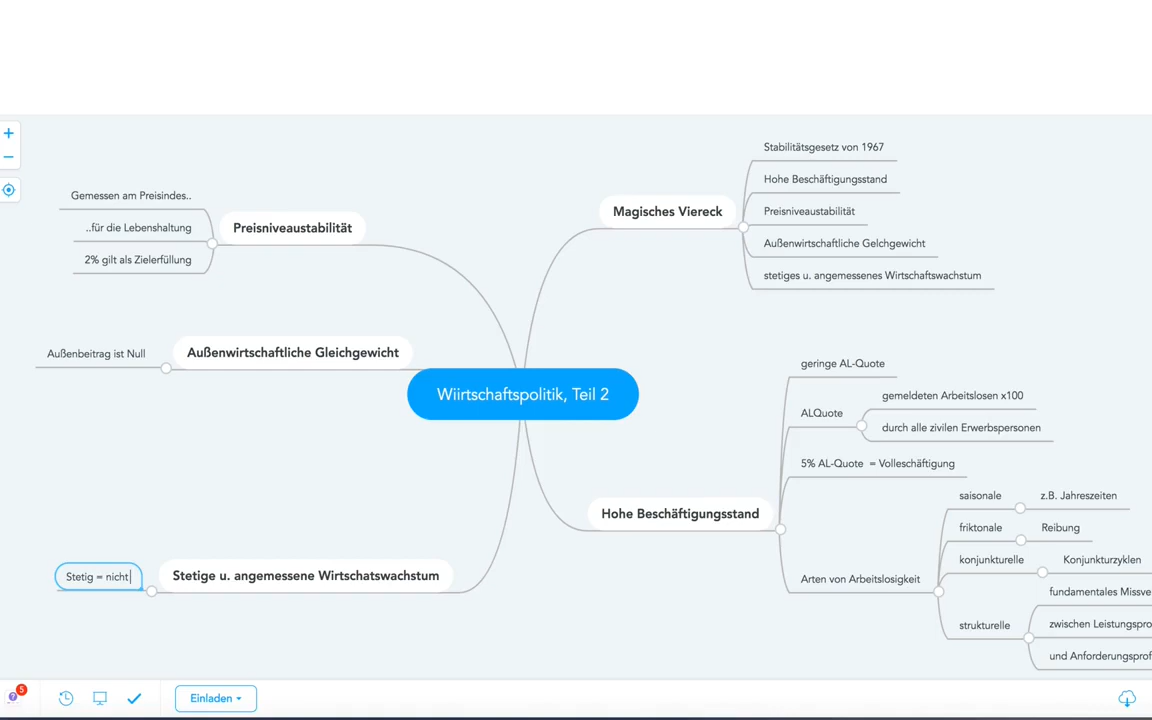 Wiirtschaftspolitik, Teil 2
Magisches Viereck
Stabilitätsgesetz von 1967
Hohe Beschäftigungsstand
Preisniveaustabilität
Außenwirtschaftliche Gelchgewicht
stetiges u. angemessenes Wirtschaftswachstum
Hohe Beschäftigungsstand
geringe AL-Quote
ALQuote
gemeldeten Arbeitslosen x100
durch alle zivilen Erwerbspersonen
5% AL-Quote = Volleschäftigung
Arten von Arbeitslosigkeit
saisonale
z.B. Jahreszeiten
friktonale
Reibung
konjunkturelle
Konjunkturzyklen
strukturelle
fundamentales Missve
zwischen Leistungspro
und Anforderungsprof
Preisniveaustabilität
Gemessen am Preisindes..
..für die Lebenshaltung
2% gilt als Zielerfüllung
Außenwirtschaftliche Gleichgewicht
Außenbeitrag ist Null
Stetige u. angemessene Wirtschatswachstum
Stetig = nicht
+
−
?
5
Einladen